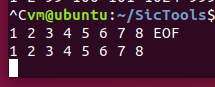 ^Cvm@ubuntu:~/SicTools$
1 2 3 4 5 6 7 8 EOF
1 2 3 4 5 6 7 8